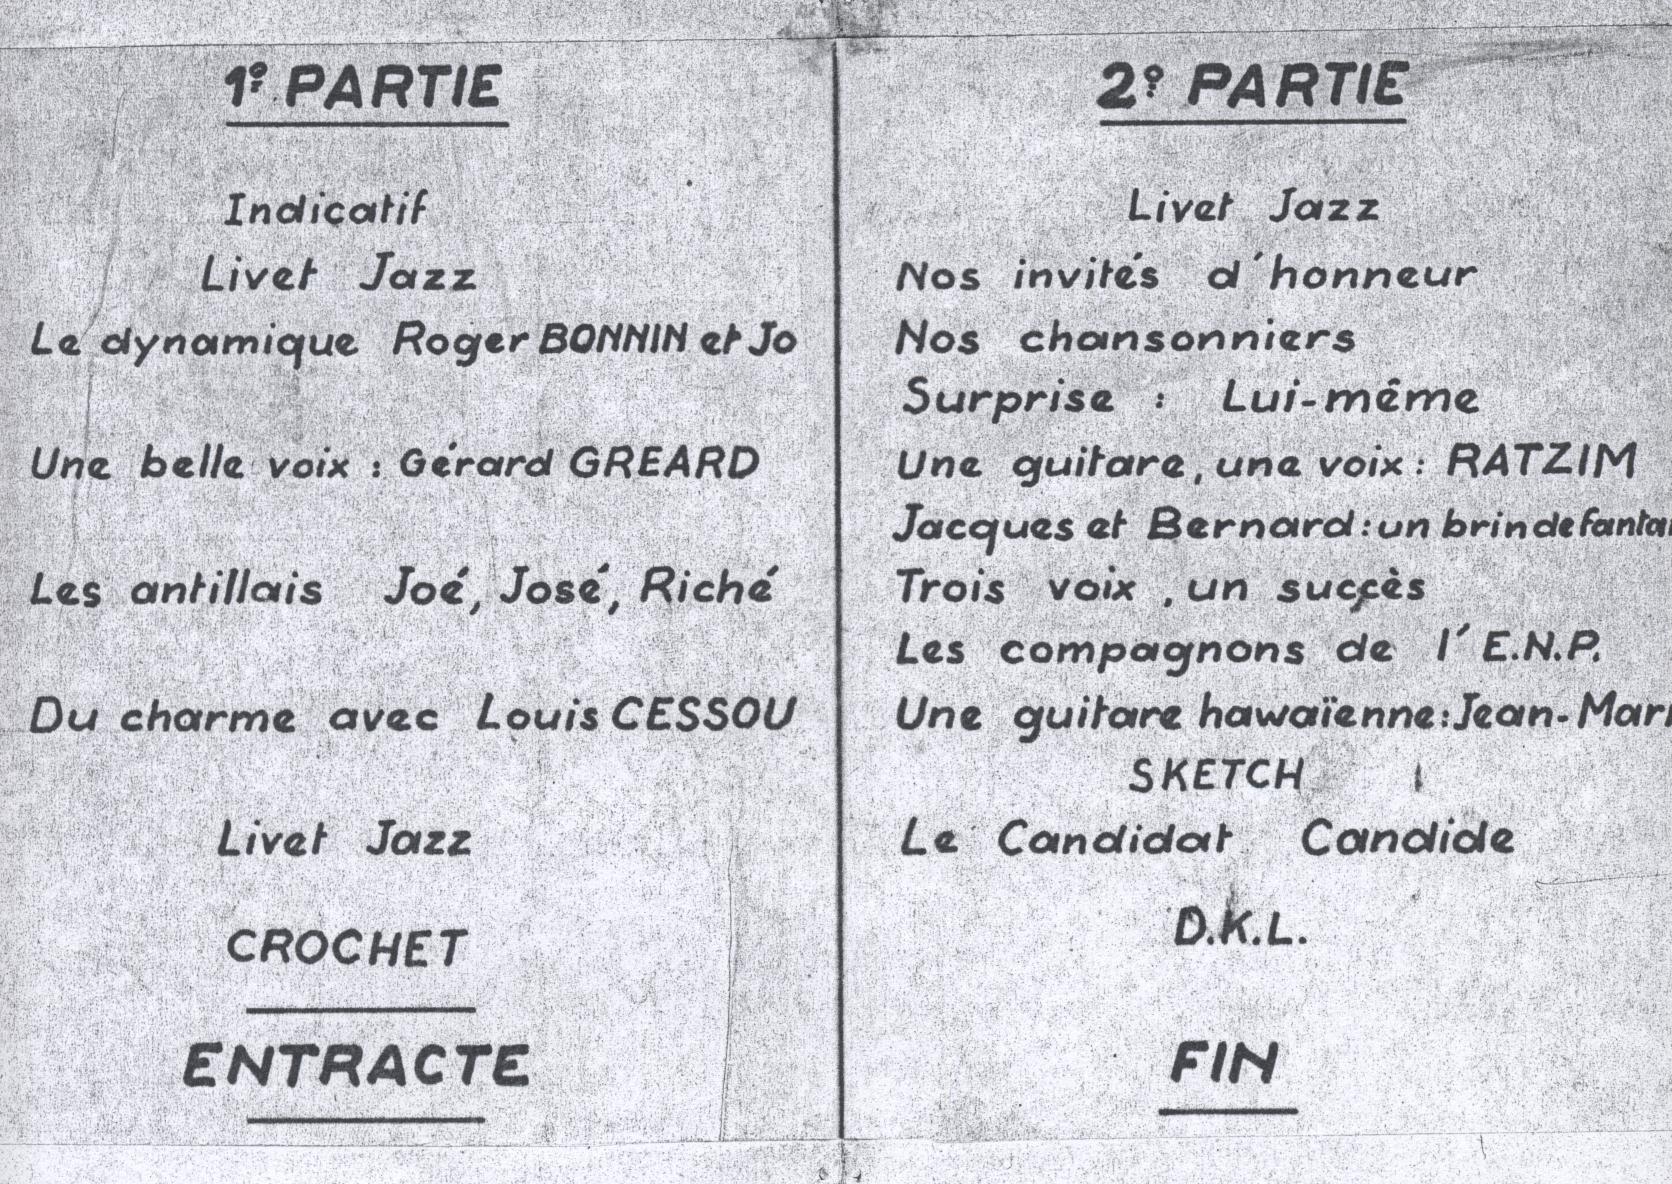 1º PARTIE
Indicatif
Livet Jazz
Le dynamique Roger BONNIN et Jo
Une belle voix : Gérard GREARD
Les antillais Joé, José, Riché
Du charme avec Louis CESSOU
Livet Jazz
CROCHET
ENTRACTE
2º PARTIE
Livet Jazz
Nos invités d'honneur
Nos chansonniers
Surprise : Lui-même
Une guitare, une voix : RATZIM
Jacques et Bernard : un brin de fantai
Trois voix, un succès
Les compagnons de l'E.N.P.
Une guitare hawaïenne : Jean-Mar
SKETCH
Le Candidat Candide
D.K.L.
FIN